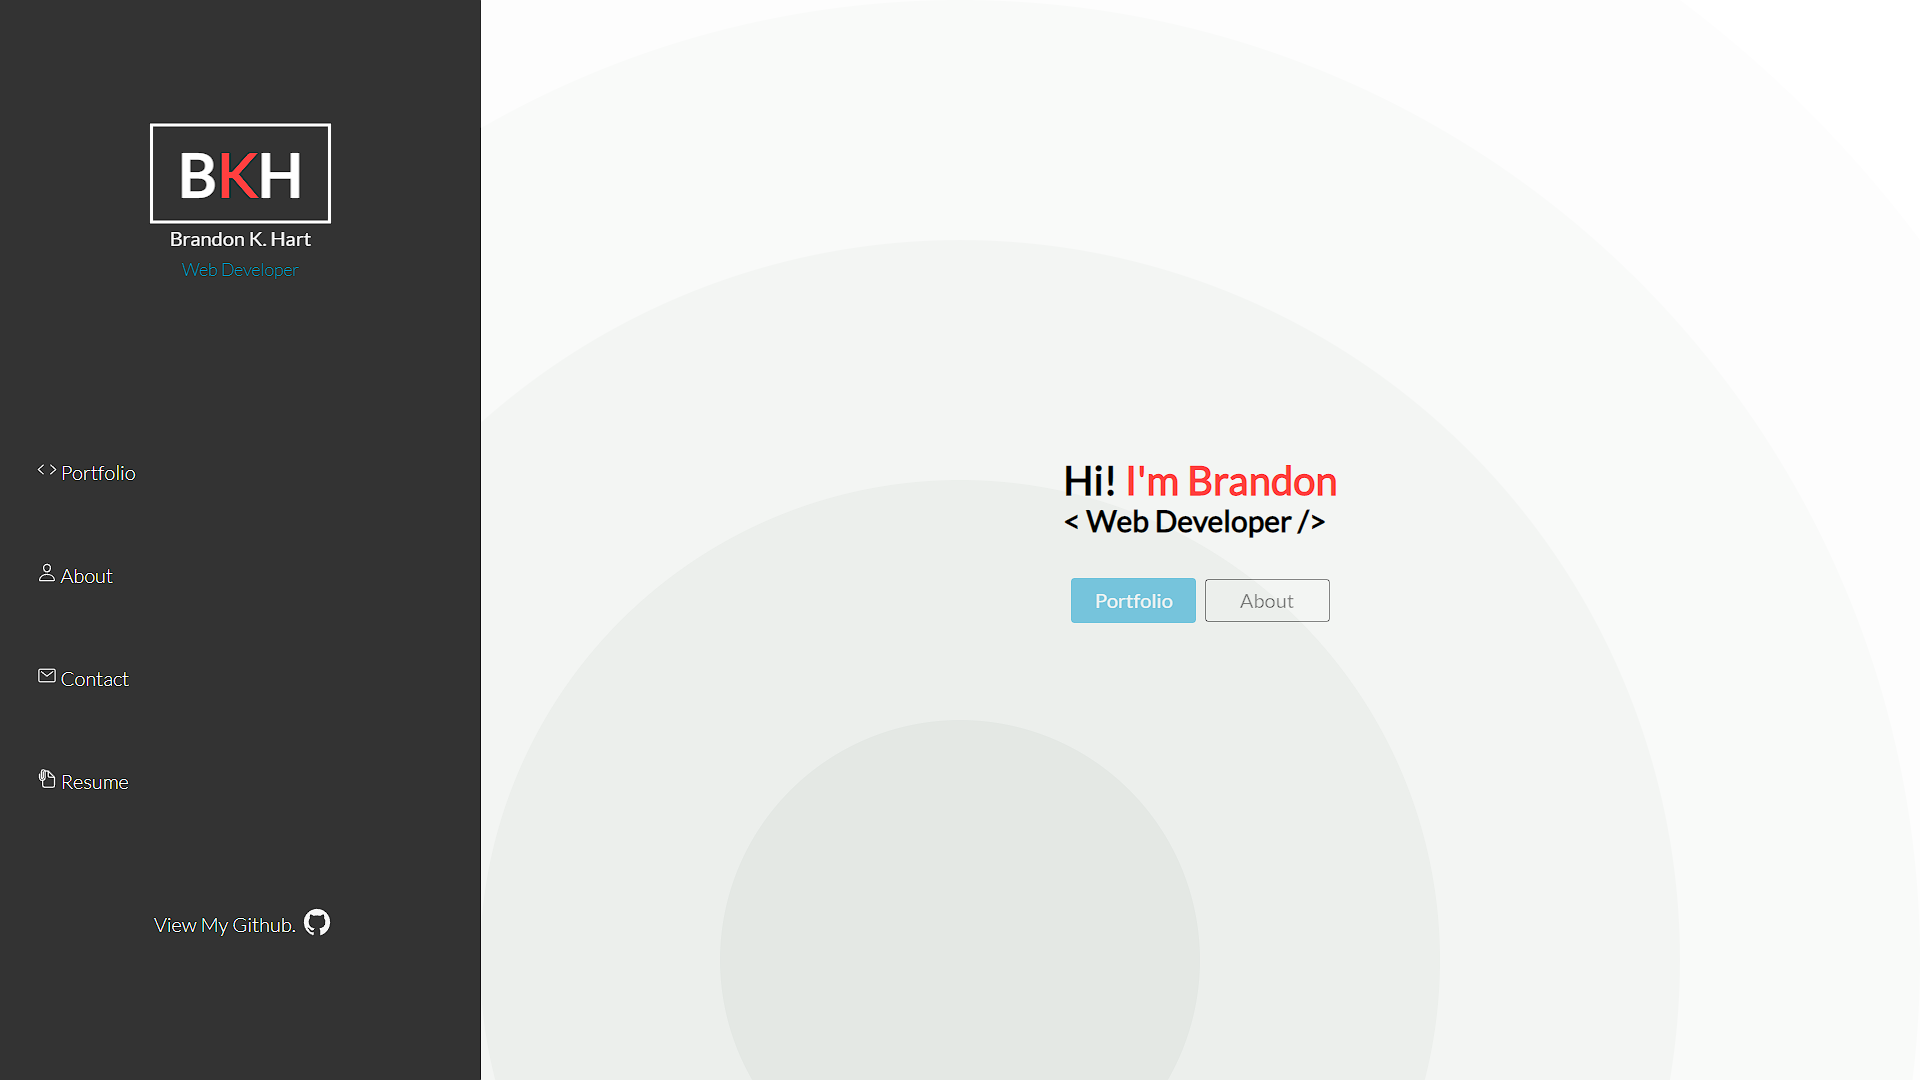 BKH
Brandon K. Hart
Web Developer
Portfolio
About
Contact
Resume
View My Github.
Hi! I'm Brandon
< Web Developer />
Portfolio
About